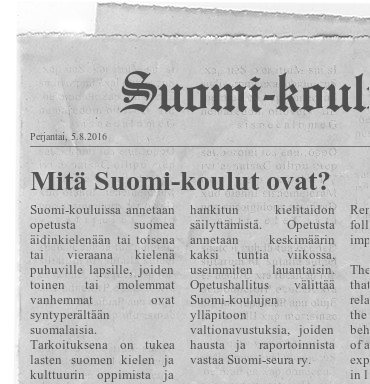 Suomi-koul
Perjantai, 5.8.2016
Mitä Suomi-koulut ovat?
Suomi-kouluissa annetaan
opetusta suomea
äidinkielenään tai toisena
tai vieraana kielenä
puhuville lapsille, joiden
toinen tai molemmat
vanhemmat ovat
syntyperältään
suomalaisia.
Tarkoituksena on tukea
lasten suomen kielen ja
kulttuurin oppimista ja
hankitun kielitaidon
säilyttämistä. Opetusta
annetaan keskimäärin
kaksi tuntia viikossa,
useimmiten lauantaisin.
Opetushallitus välittää
Suomi-koulujen
ylläpitoon
valtionavustuksia, joiden
hausta ja raportoinnista
vastaa Suomi-seura ry.
Ren
foll
imp
The
that
rela
the
beh
of a
exp
in l